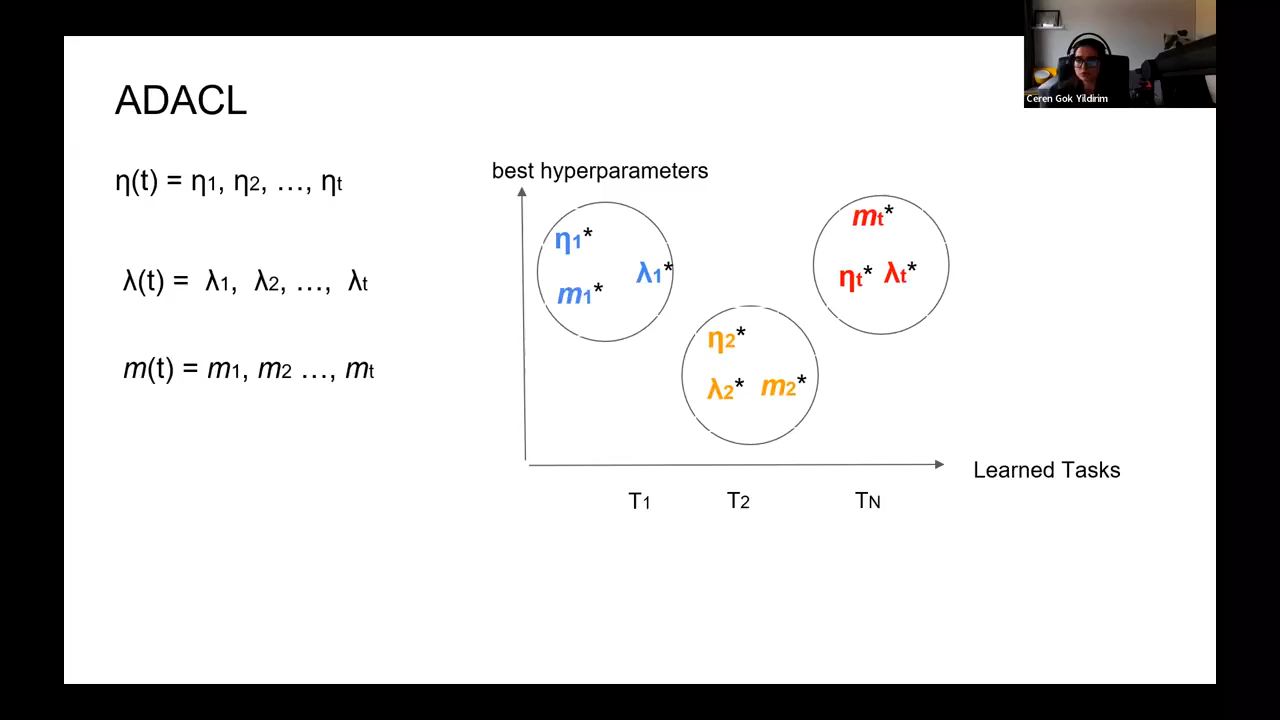 ADACL
η(t) = η1, η2, …, ηt
λ(t) = λ1, λ2, …, λt
m(t) = m1, m2 …, mt
best hyperparameters
η1*
λ1*
m1*
η2*
λ2* m2*
mt*
ηt* λt*
T1 T2 TN
Learned Tasks
Ceren Gok Yildirim